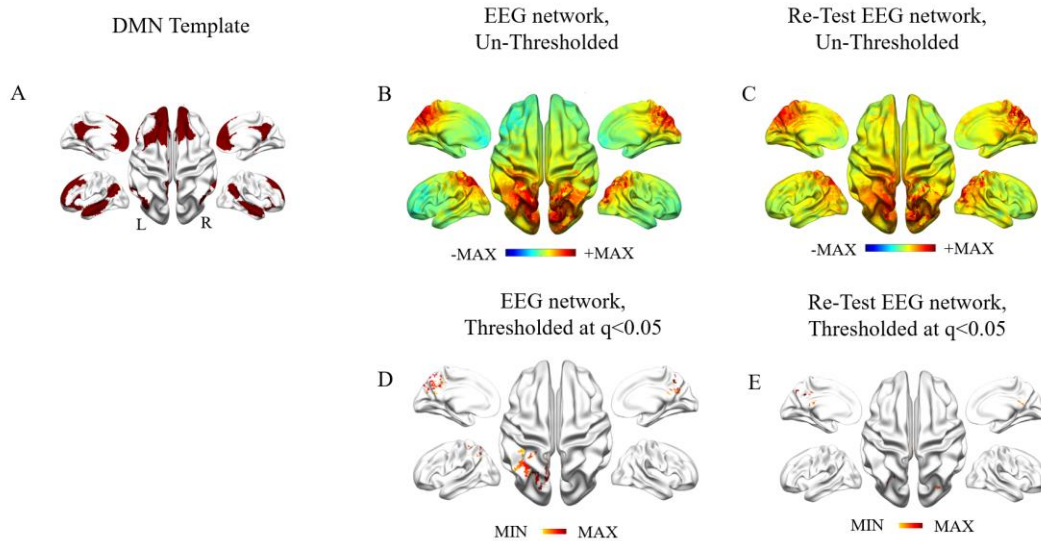 DMN Template
EEG network,
Un-Thresholded
Re-Test EEG network,
Un-Thresholded
A
B
C
L
R
-MAX
+MAX
-MAX
+MAX
EEG network,
Thresholded at q<0.05
Re-Test EEG network,
Thresholded at q<0.05
D
E
MIN
MAX
MIN
MAX